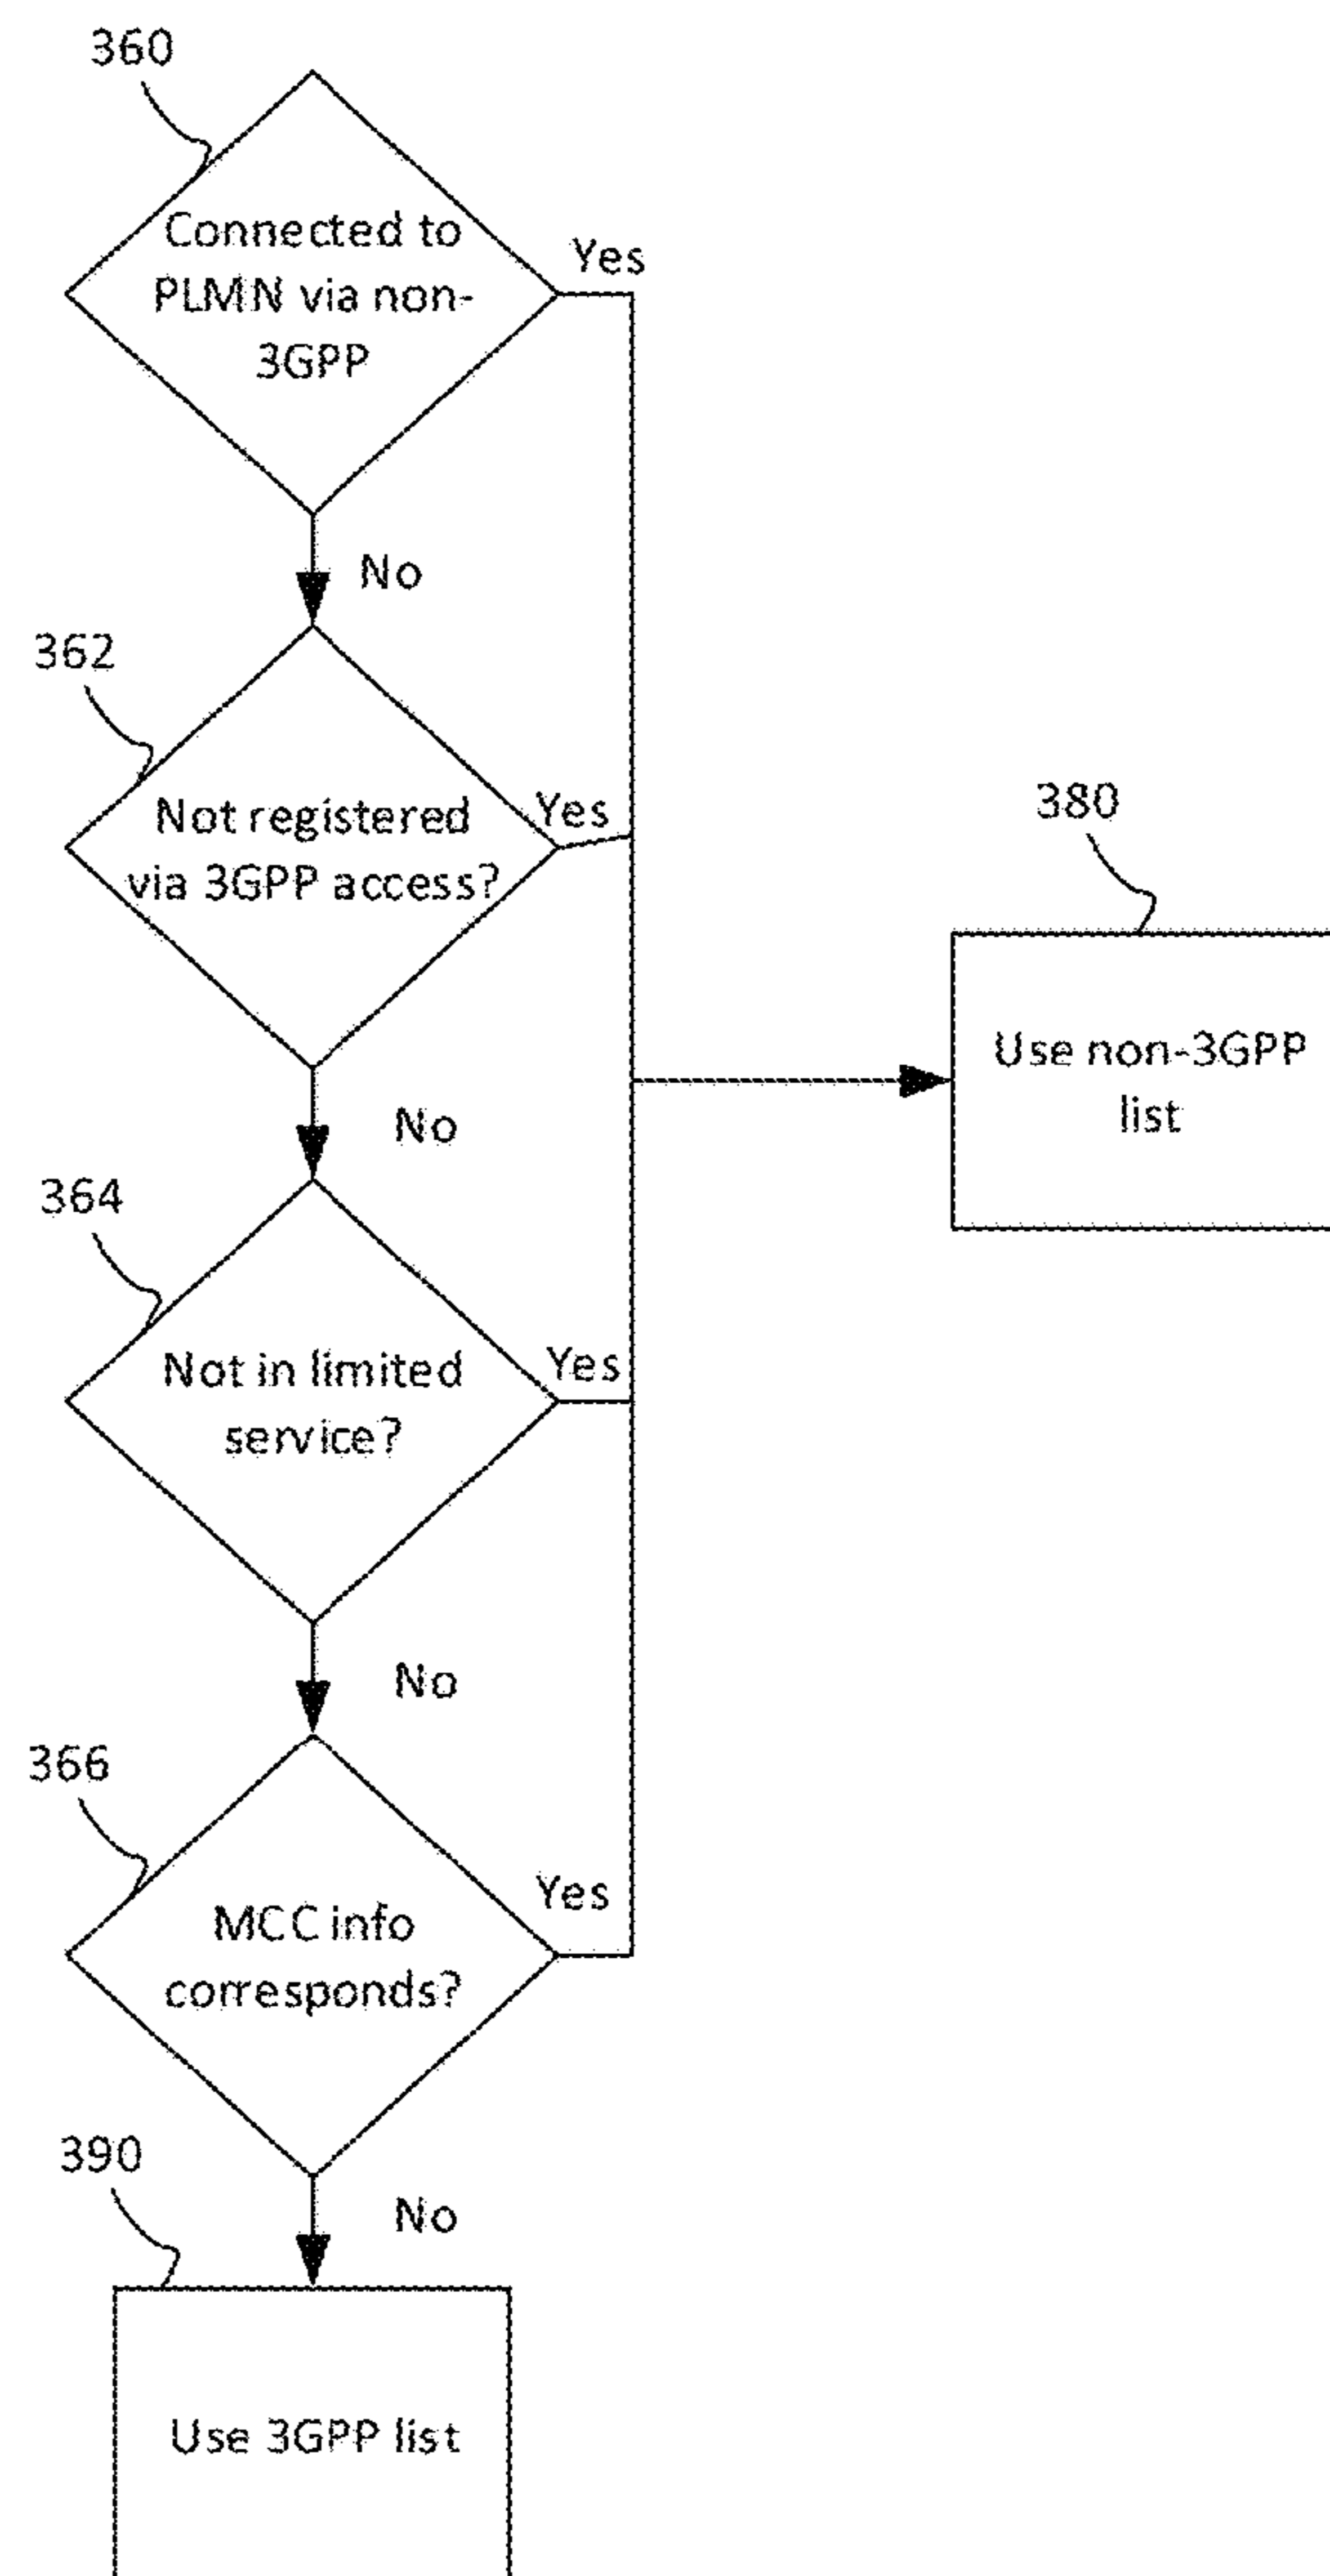 360
Connected to
PLMN via non-
3GPP
Yes
No
362
Not registered
via 3GPP access?
Yes
No
380
Use non-3GPP
list
364
Not in limited
service?
Yes
No
366
MCC info
corresponds?
Yes
No
390
Use 3GPP list